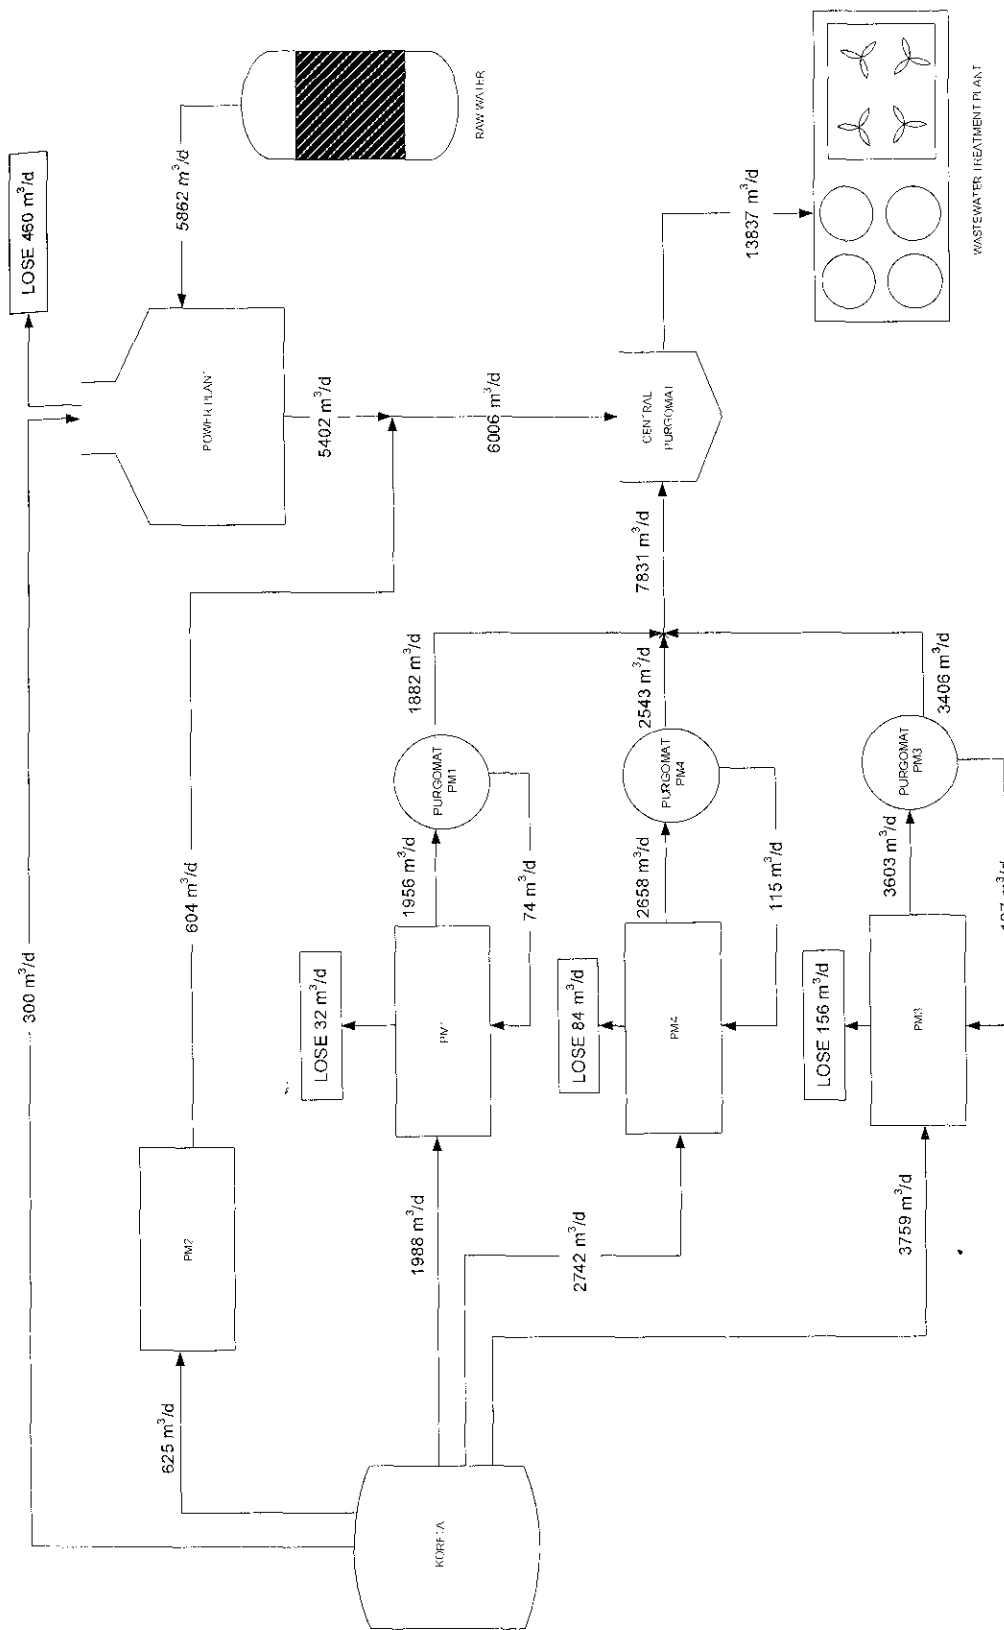 LOSE 460 m³/d
5862 m³/d
RAW WATER
POWER PLANT
5402 m³/d
6006 m³/d
CENTRAL
PURGOMAT
13837 m³/d
WASTEWATER TREATMENT PLANT
300 m³/d
604 m³/d
7831 m³/d
1882 m³/d
2543 m³/d
3406 m³/d
PURGOMAT
PM1
PURGOMAT
PM4
PURGOMAT
PM3
1956 m³/d
74 m³/d
2658 m³/d
115 m³/d
3603 m³/d
LOSE 32 m³/d
LOSE 84 m³/d
LOSE 156 m³/d
PM1
PM4
PM3
PM2
1988 m³/d
2742 m³/d
3759 m³/d
625 m³/d